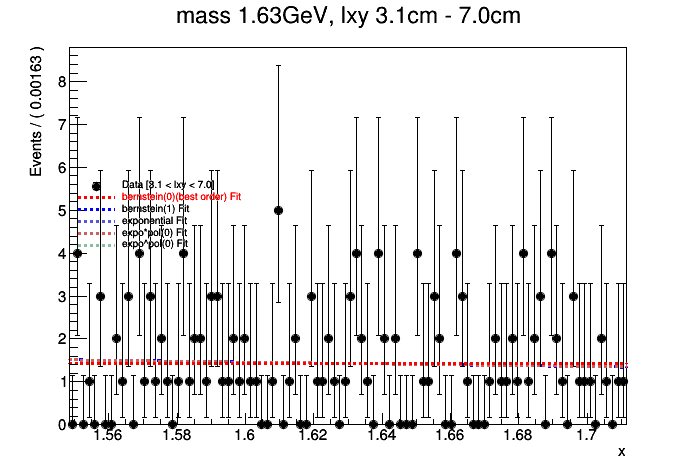 mass 1.63GeV, lxy 3.1cm - 7.0cm
Events / ( 0.00163 )
8
7
6
5
4
3
2
1
0
Data [3.1 < lxy < 7.0]
bernstein(0)(best order) Fit
bernstein(1) Fit
exponential Fit
expo*pol(0) Fit
expo^pol(0) Fit
1.56 1.58 1.6 1.62 1.64 1.66 1.68 1.7
x